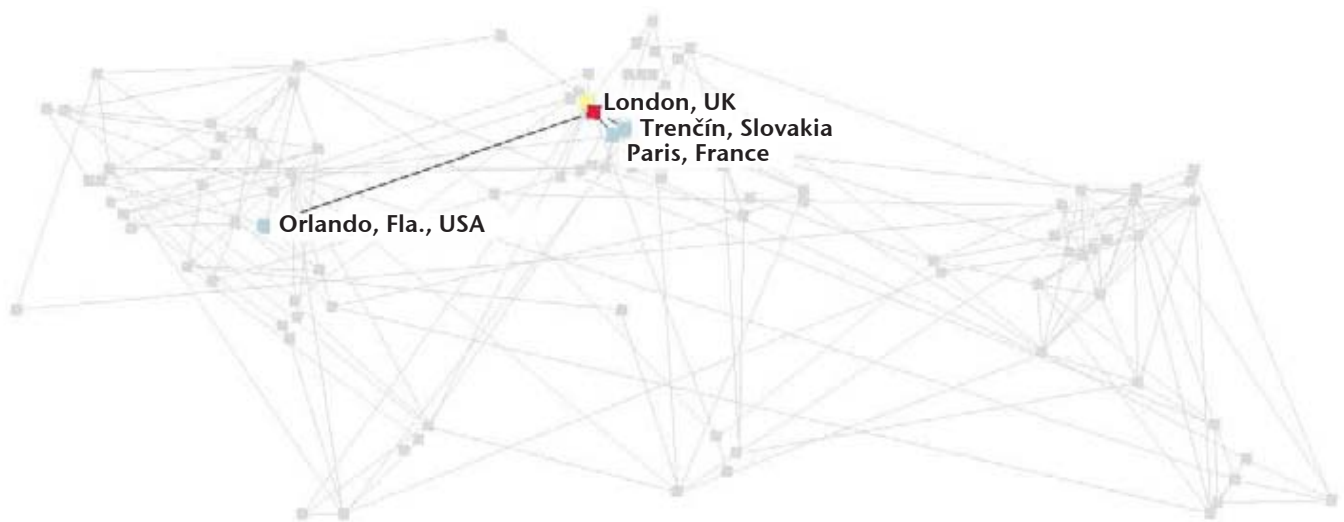 London, UK
Trenčín, Slovakia
Paris, France
Orlando, Fla., USA